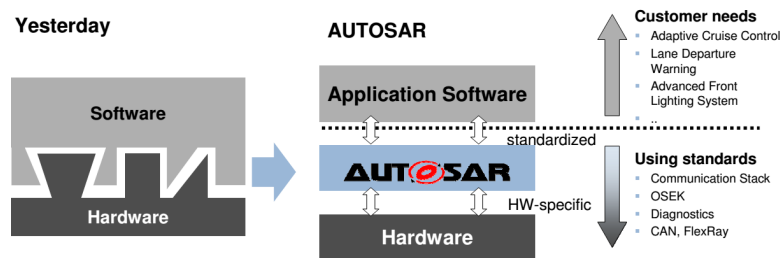 Yesterday
Software
Hardware
AUTOSAR
Application Software
standardized
AUTOSAR
HW-specific
Hardware
Customer needs
Adaptive Cruise Control
Lane Departure
Warning
Advanced Front
Lighting System
..
Using standards
Communication Stack
OSEK
Diagnostics
CAN, FlexRay